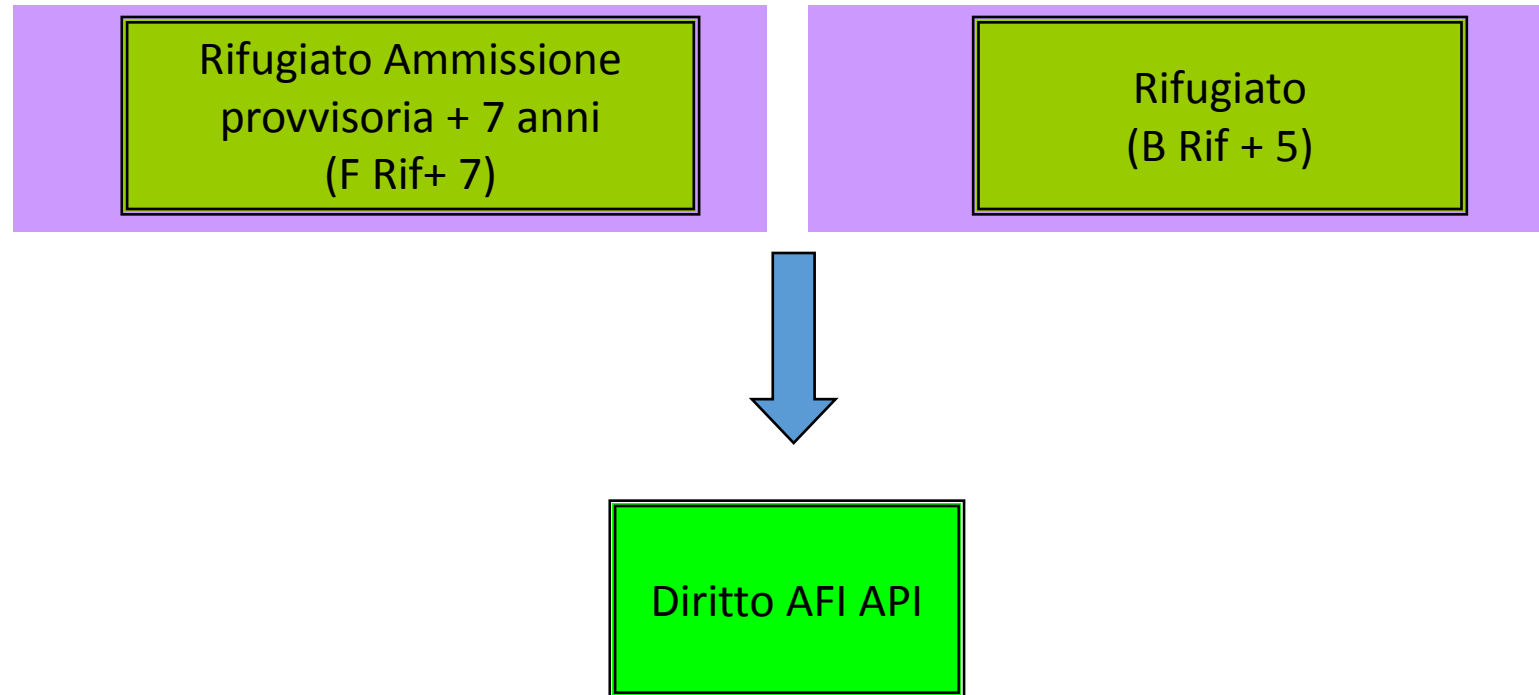 Rifugiato Ammissione
provvisoria + 7 anni
(F Rif+ 7)
Rifugiato
(B Rif + 5)
Diritto AFI API